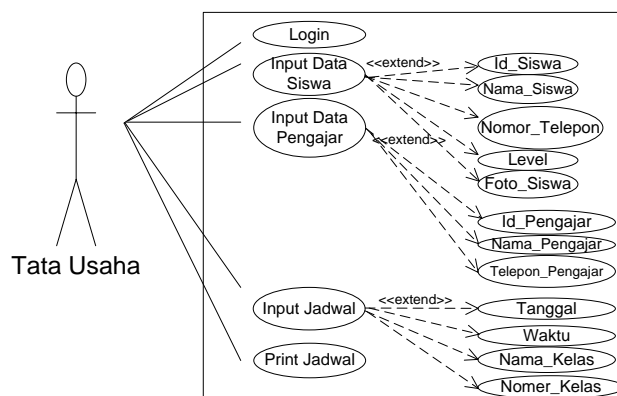 Login
Input Data
Siswa
<<extend>>
Id_Siswa
Nama_Siswa
Input Data
Pengajar
Nomor_Telepon
<<extend>>
Level
Foto_Siswa
Id_Pengajar
Nama_Pengajar
Telepon_Pengajar
Tata Usaha
Input Jadwal
<<extend>>
Tanggal
Waktu
Print Jadwal
Nama_Kelas
Nomer_Kelas